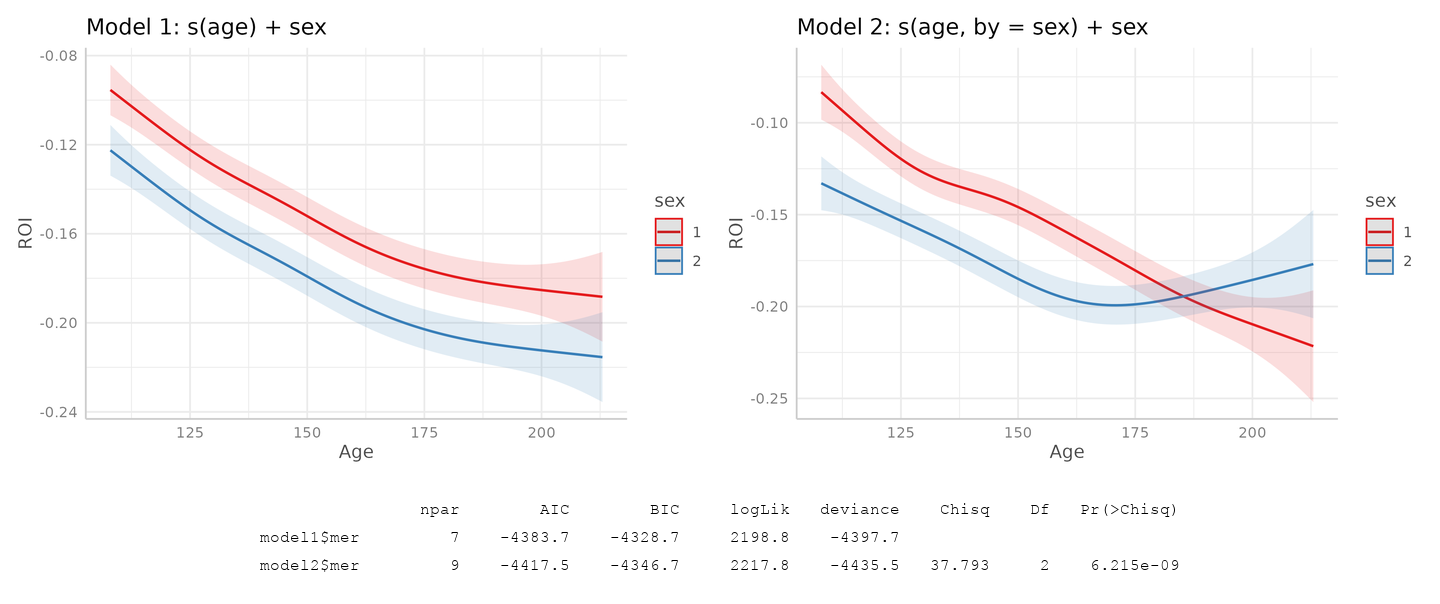 Model 1: s(age) + sex
-0.08
-0.12
-0.16
-0.20
-0.24
ROI
125 150 175 200
Age
sex
1
2
Model 2: s(age, by = sex) + sex
-0.10
-0.15
-0.20
-0.25
ROI
125 150 175 200
Age
sex
1
2
npar AIC BIC logLik deviance Chisq Df Pr(>Chisq)
model1$mer 7 -4383.7 -4328.7 2198.8 -4397.7
model2$mer 9 -4417.5 -4346.7 2217.8 -4435.5 37.793 2 6.215e-09